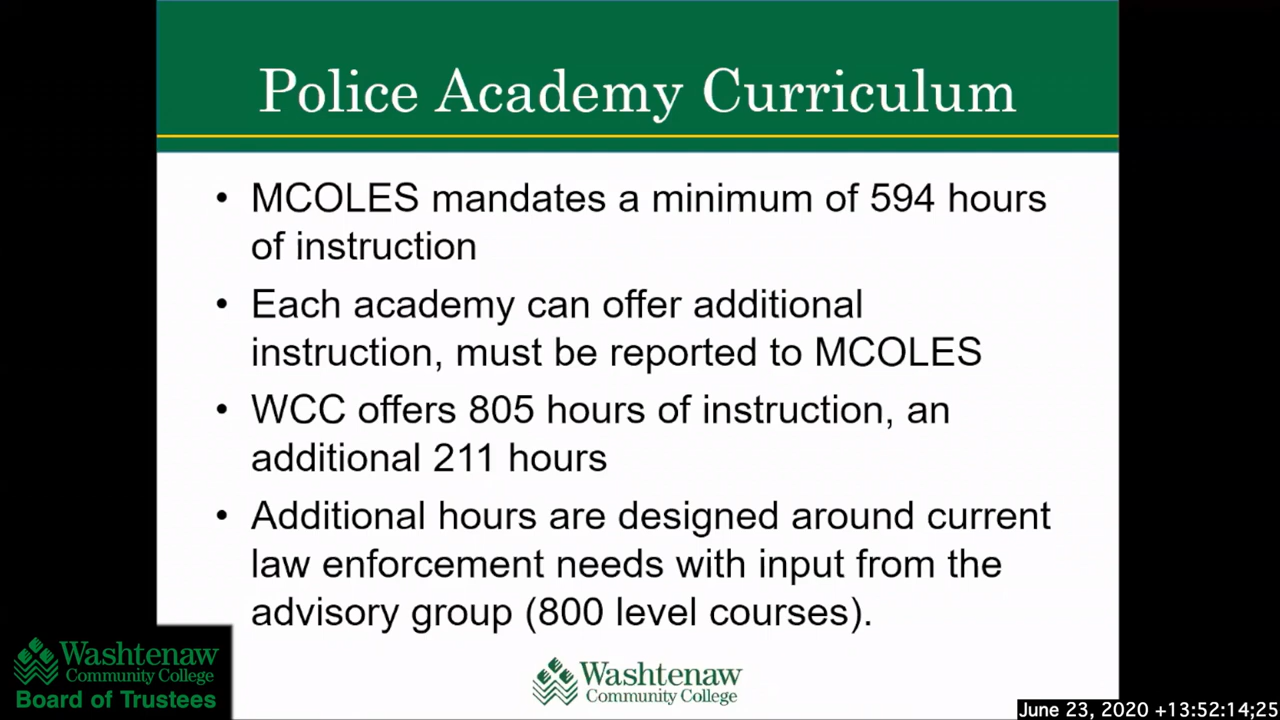 Police Academy Curriculum
• MCOLES mandates a minimum of 594 hours
of instruction
• Each academy can offer additional
instruction, must be reported to MCOLES
• WCC offers 805 hours of instruction, an
additional 211 hours
• Additional hours are designed around current
law enforcement needs with input from the
advisory group (800 level courses).
Washtenaw
Community College
Board of Trustees
Washtenaw
Community College
June 23, 2020 +13:52:14;25